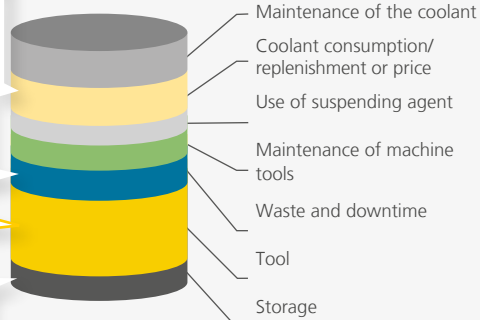 Maintenance of the coolant
Coolant consumption/
replenishment or price
Use of suspending agent
Maintenance of machine
tools
Waste and downtime
Tool
Storage